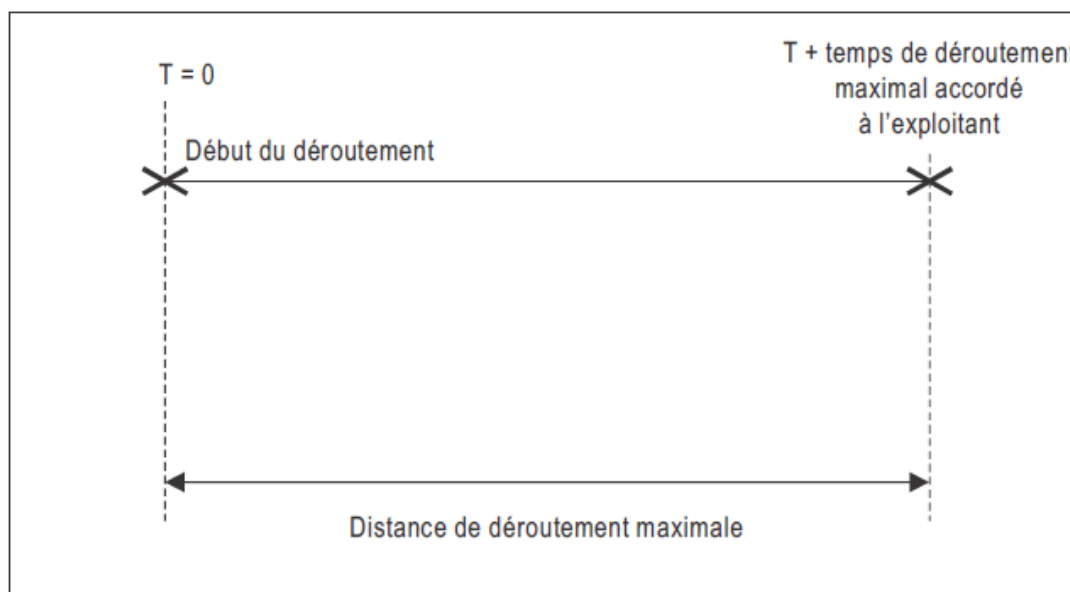 T = 0
T + temps de déroutement
maximal accordé
à l'exploitant
Début du déroutement
Distance de déroutement maximale